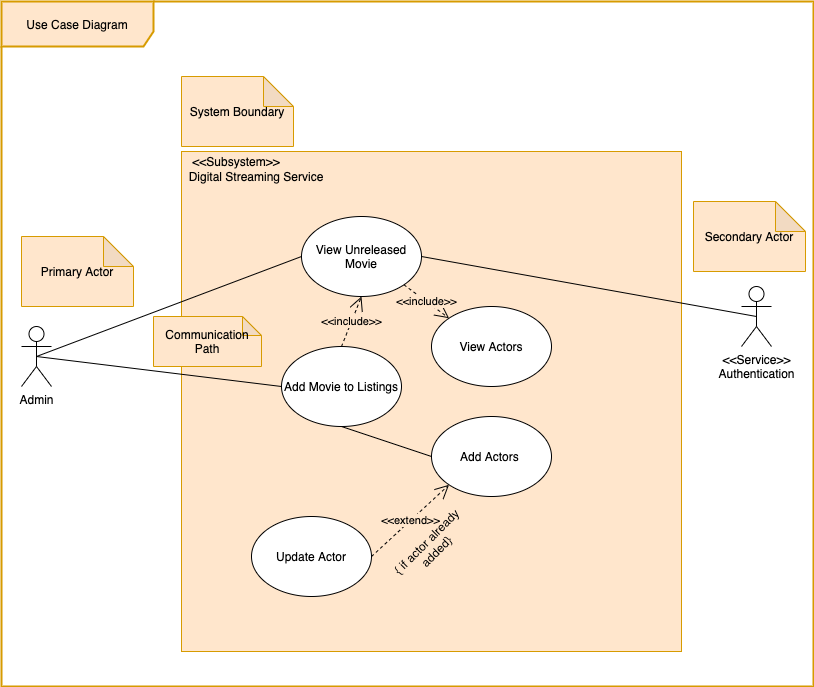 Use Case Diagram
System Boundary
<<Subsystem>>
Digital Streaming Service
Primary Actor
Secondary Actor
View Unreleased
Movie
<<include>>
<<include>>
Communication
Path
View Actors
<<Service>>
Authentication
Admin
Add Movie to Listings
Add Actors
<<extend>>
{ if actor already
added}
Update Actor